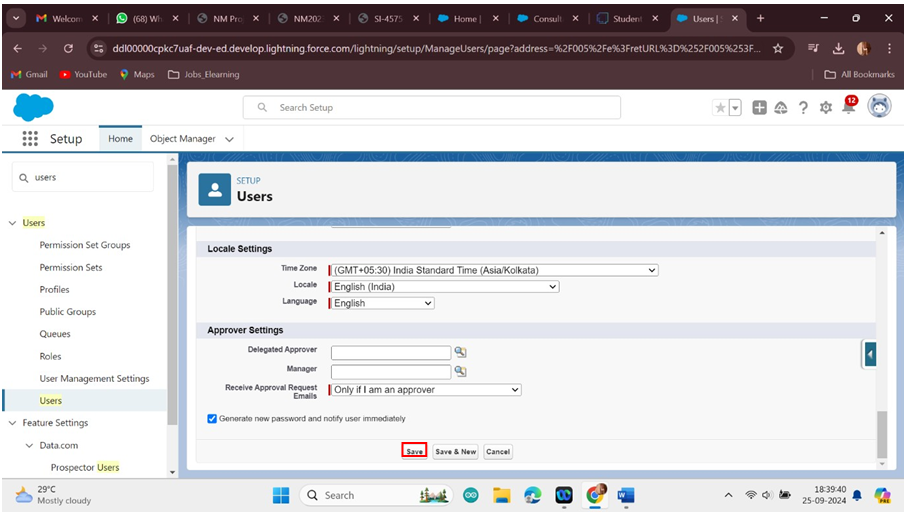 Welcom
(68) Wh
NM Pro
NM202
SI-4575
Home |
Consult
Student
Users |
ddl00000cpkc7uaf-dev-ed.develop.lightning.force.com/lightning/setup/ManageUsers/page?address=%2F005%2Fe%3FretURL%3D%252F005%253F...
Gmail
YouTube
Maps
Jobs_Elearning
All Bookmarks
Search Setup
12
Setup
Home
Object Manager
users
SETUP
Users
Users
Permission Set Groups
Permission Sets
Profiles
Public Groups
Queues
Roles
User Management Settings
Users
Feature Settings
Data.com
Prospector Users
Locale Settings
Time Zone (GMT+05:30) India Standard Time (Asia/Kolkata)
Locale English (India)
Language English
Approver Settings
Delegated Approver
Manager
Receive Approval Request Emails Only if I am an approver
Generate new password and notify user immediately
Save Save & New Cancel
29°C
Mostly cloudy
Search
18:39:40
25-09-2024